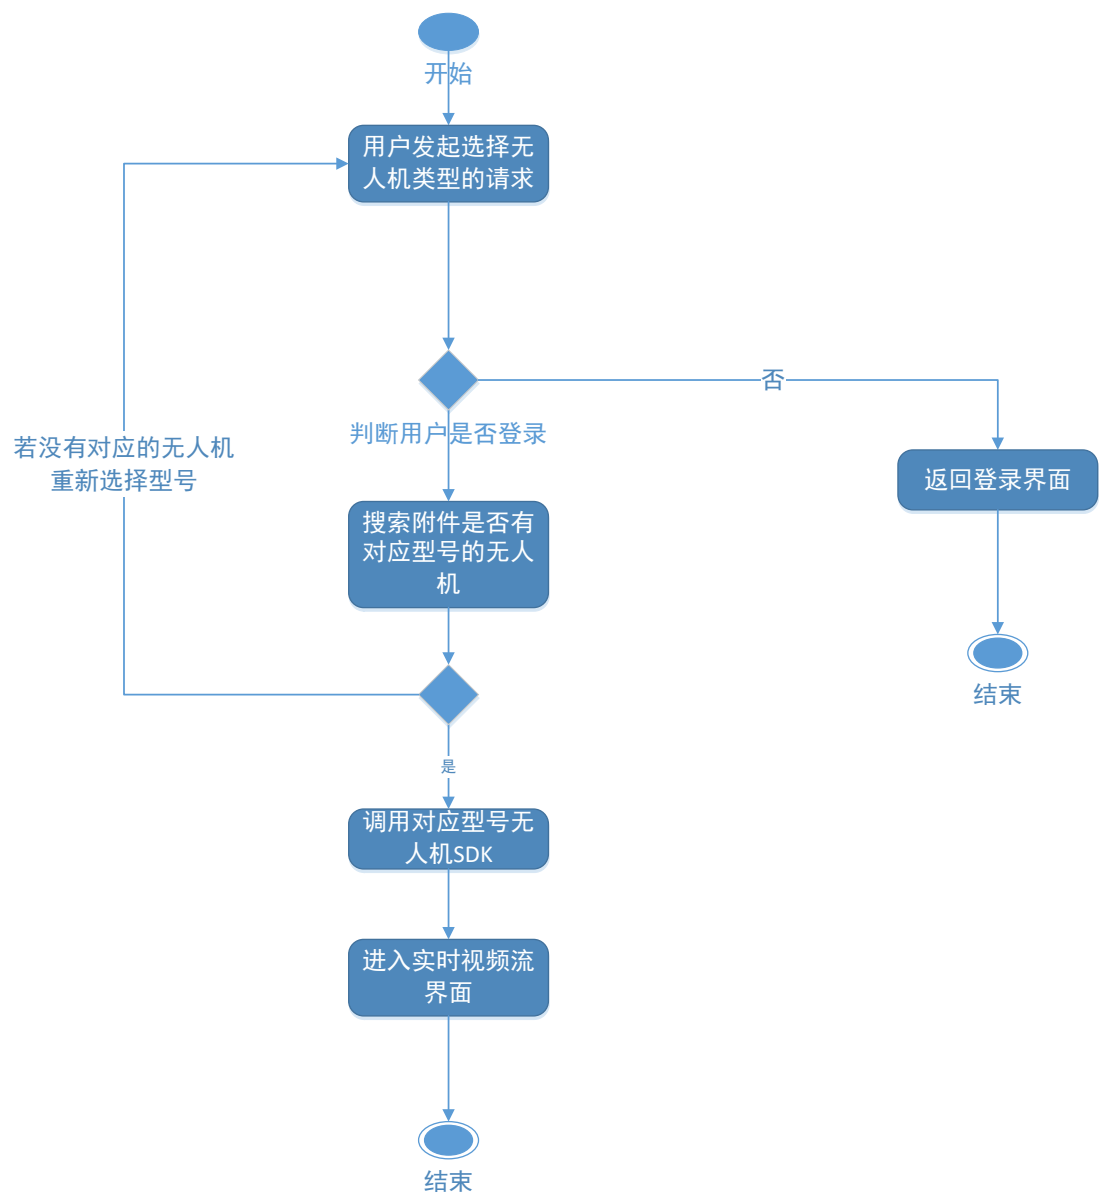 开始
用户发起选择无
人机类型的请求
否
判断用户是否登录
若没有对应的无人机
重新选择型号
返回登录界面
搜索附件是否有
对应型号的无人
机
结束
是
调用对应型号无
人机SDK
进入实时视频流
界面
结束